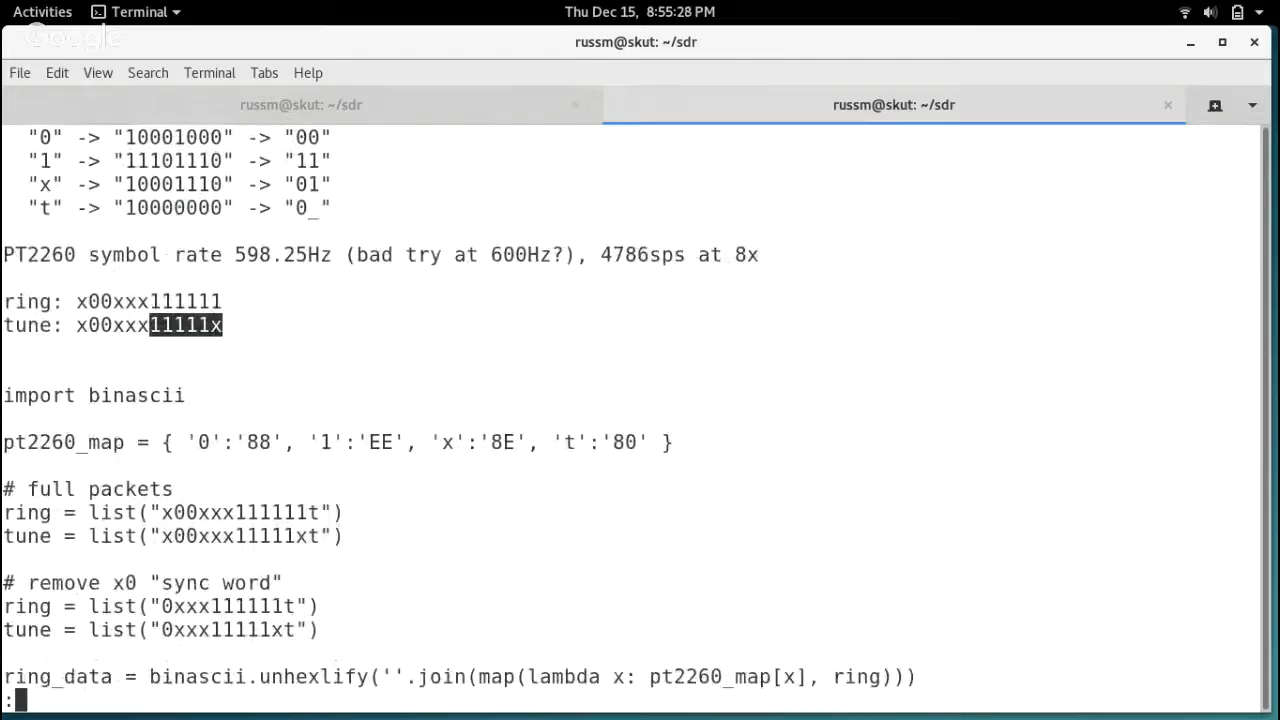 Activities Terminal Thu Dec 15, 8:55:28 PM
Google
russm@skut: ~/sdr
File Edit View Search Terminal Tabs Help
russm@skut: ~/sdr russm@skut: ~/sdr
"0" -> "10001000" -> "00"
"1" -> "11101110" -> "11"
"x" -> "10001110" -> "01"
"t" -> "10000000" -> "0_"
PT2260 symbol rate 598.25Hz (bad try at 600Hz?), 4786sps at 8x
ring: x00xxx111111
tune: x00xxx11111x
import binascii
pt2260_map = { '0':'88', '1':'EE', 'x':'8E', 't':'80' }
# full packets
ring = list("x00xxx111111t")
tune = list("x00xxx11111xt")
# remove x0 "sync word"
ring = list("0xxx111111t")
tune = list("0xxx11111xt")
ring_data = binascii.unhexlify(''.join(map(lambda x: pt2260_map[x], ring)))
: